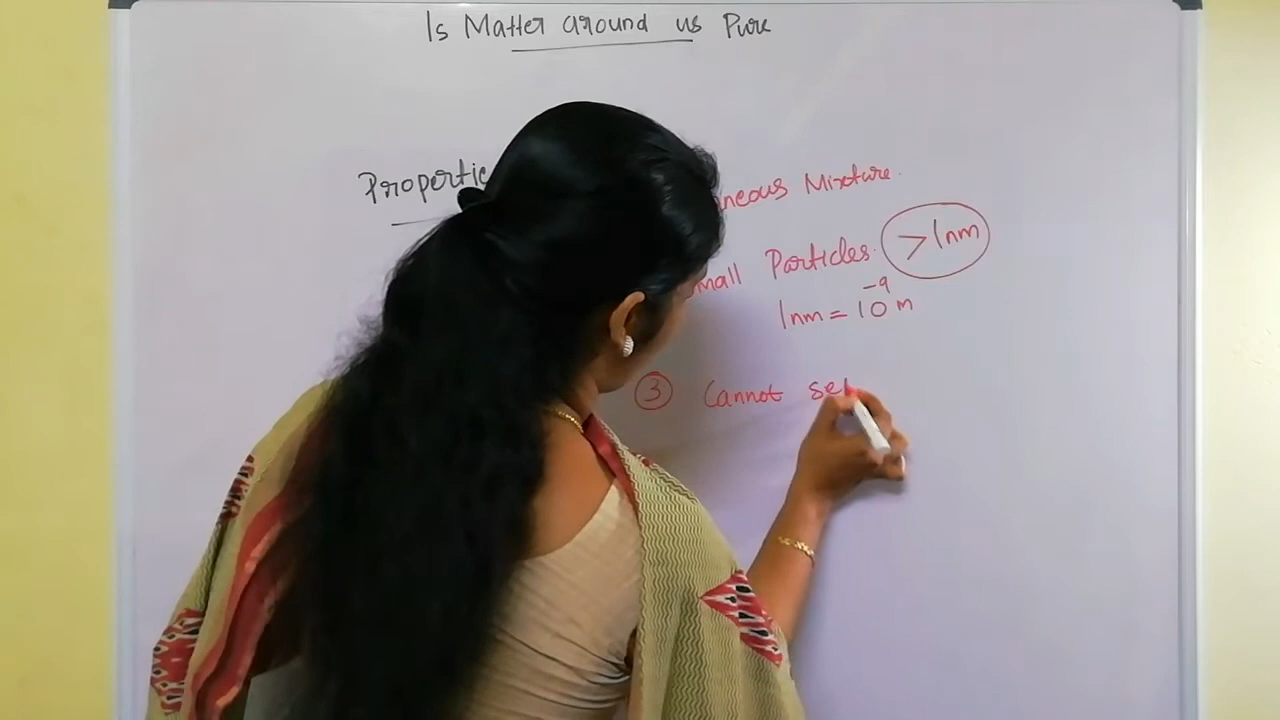 Is Matter around us Pure
Propertie
neous Mixture.
mall Particles. >1nm
1nm = 10⁻⁹ m
③ Cannot se